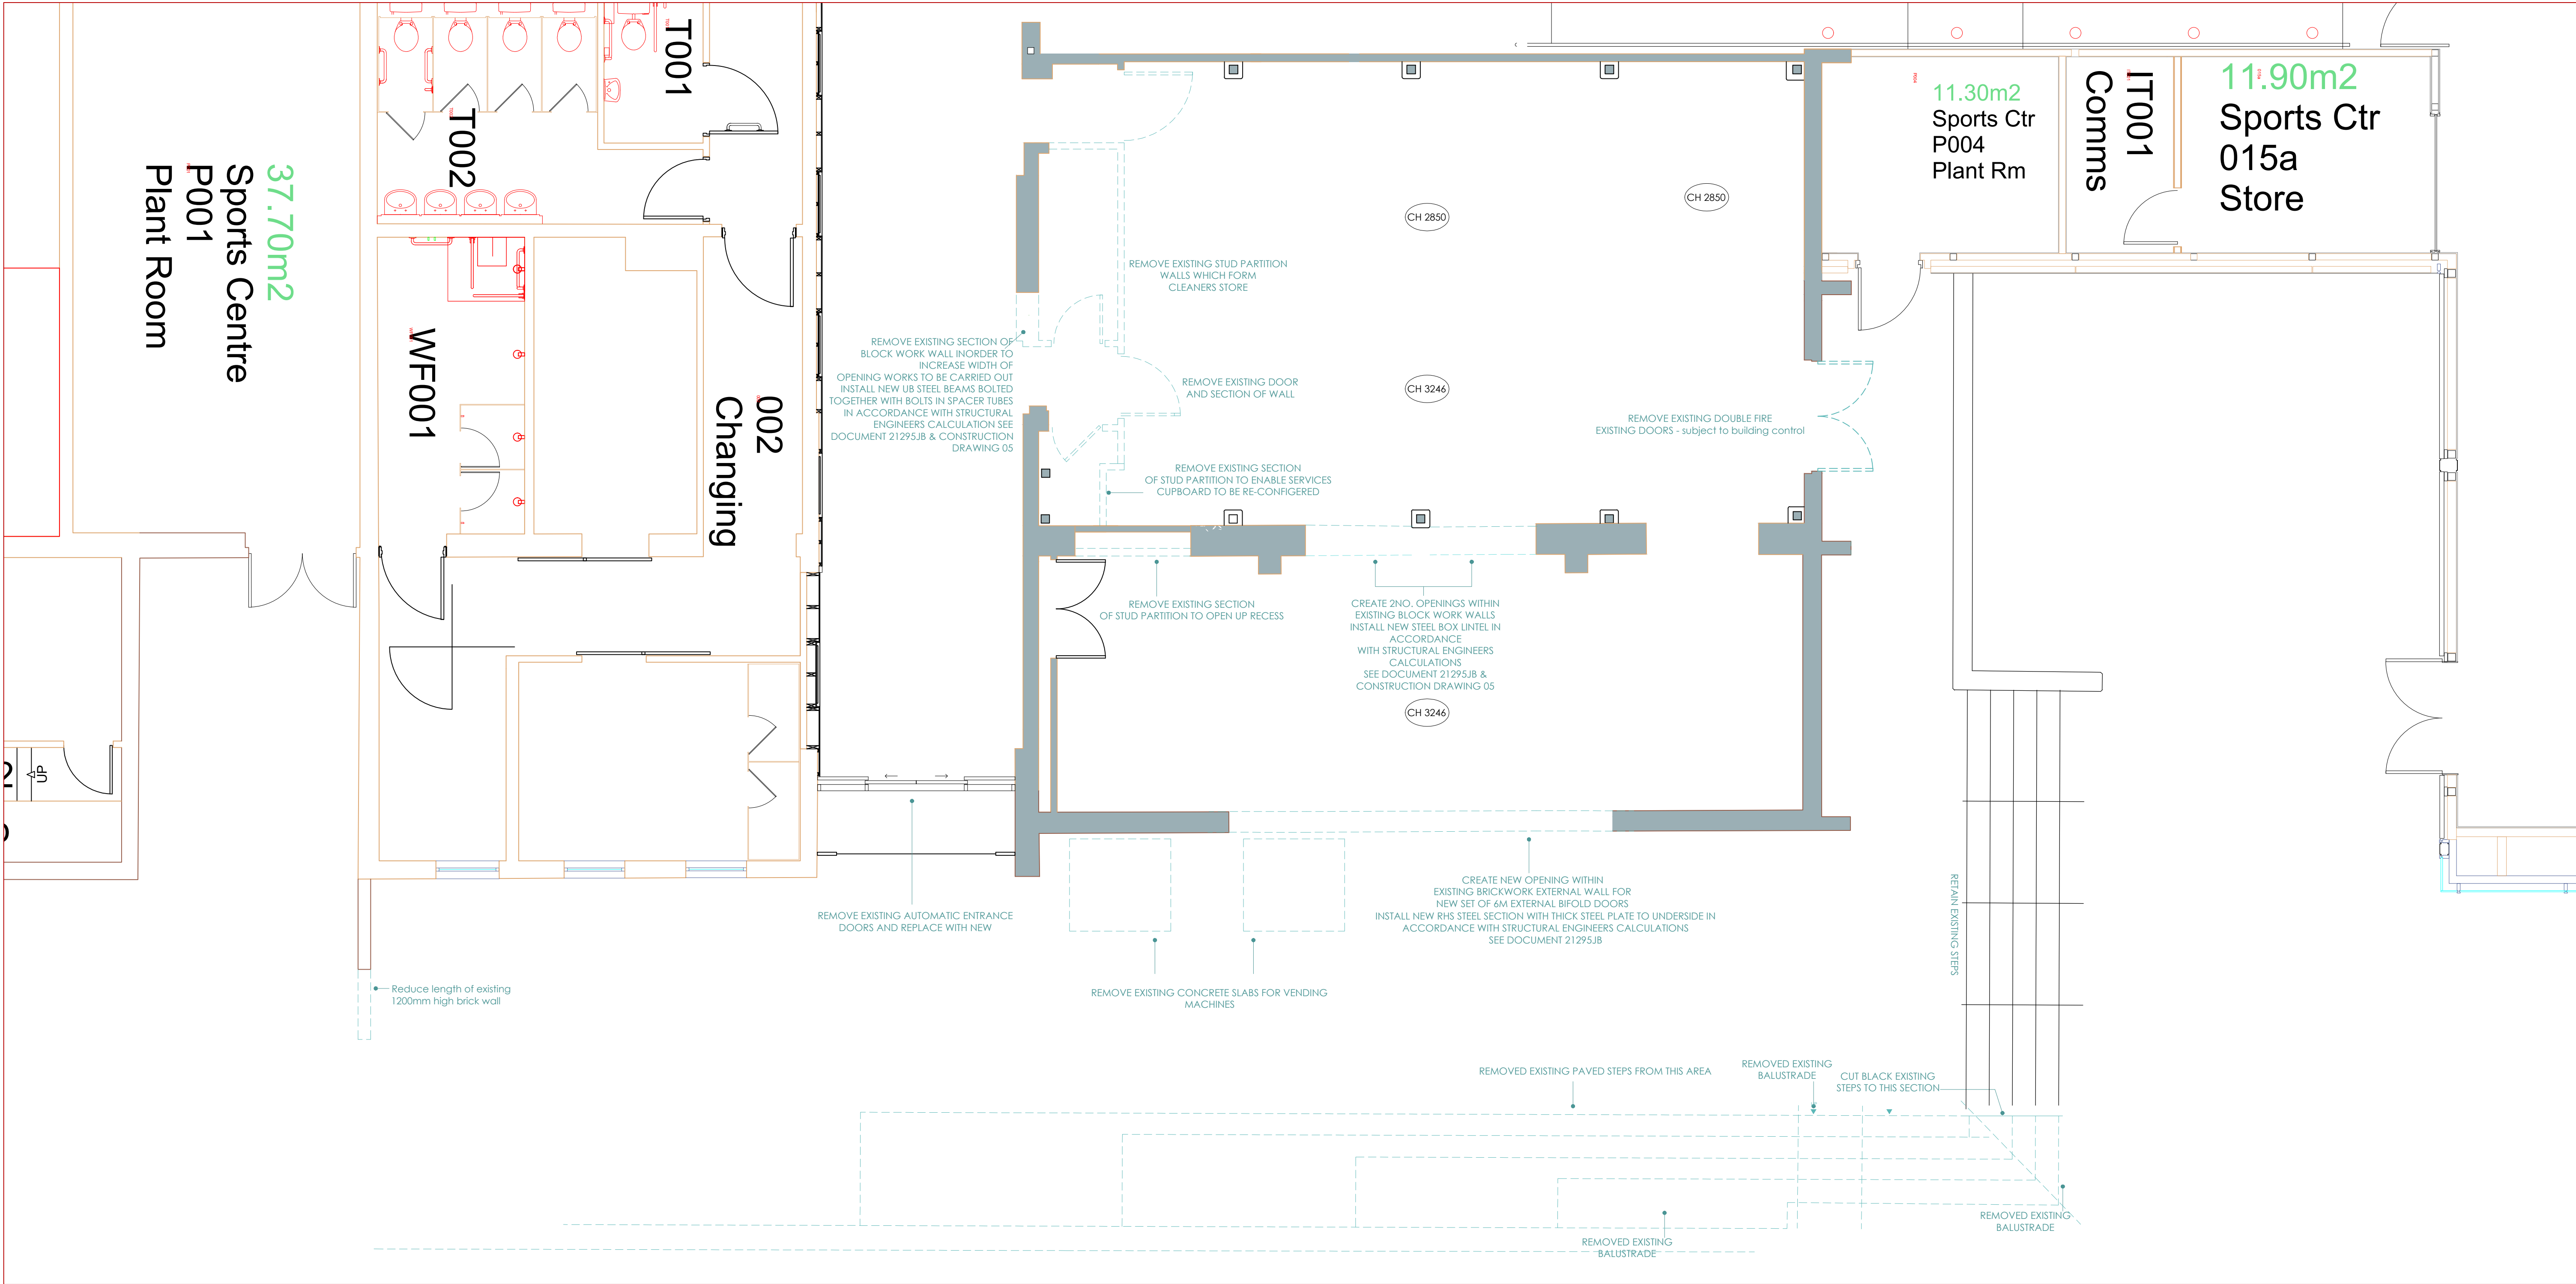 37.70m2
Sports Centre
P001
Plant Room
T002
T001
WF001
002
Changing
UP
11.30m2
Sports Ctr
P004
Plant Rm
IT001
Comms
11.90m2
Sports Ctr
015a
Store
CH 2850
CH 2850
CH 3246
CH 3246
REMOVE EXISTING STUD PARTITION
WALLS WHICH FORM
CLEANERS STORE
REMOVE EXISTING SECTION OF
BLOCK WORK WALL INORDER TO
INCREASE WIDTH OF
OPENING WORKS TO BE CARRIED OUT
INSTALL NEW UB STEEL BEAMS BOLTED
TOGETHER WITH BOLTS IN SPACER TUBES
IN ACCORDANCE WITH STRUCTURAL
ENGINEERS CALCULATION SEE
DOCUMENT 21295JB & CONSTRUCTION
DRAWING 05
REMOVE EXISTING DOOR
AND SECTION OF WALL
REMOVE EXISTING DOUBLE FIRE
EXISTING DOORS - subject to building control
REMOVE EXISTING SECTION
OF STUD PARTITION TO ENABLE SERVICES
CUPBOARD TO BE RE-CONFIGERED
REMOVE EXISTING SECTION
OF STUD PARTITION TO OPEN UP RECESS
CREATE 2NO. OPENINGS WITHIN
EXISTING BLOCK WORK WALLS
INSTALL NEW STEEL BOX LINTEL IN
ACCORDANCE
WITH STRUCTURAL ENGINEERS
CALCULATIONS
SEE DOCUMENT 21295JB &
CONSTRUCTION DRAWING 05
REMOVE EXISTING AUTOMATIC ENTRANCE
DOORS AND REPLACE WITH NEW
CREATE NEW OPENING WITHIN
EXISTING BRICKWORK EXTERNAL WALL FOR
NEW SET OF 6M EXTERNAL BIFOLD DOORS
INSTALL NEW RHS STEEL SECTION WITH THICK STEEL PLATE TO UNDERSIDE IN
ACCORDANCE WITH STRUCTURAL ENGINEERS CALCULATIONS
SEE DOCUMENT 21295JB
RETAIN EXISTING STEPS
Reduce length of existing
1200mm high brick wall
REMOVE EXISTING CONCRETE SLABS FOR VENDING
MACHINES
REMOVED EXISTING PAVED STEPS FROM THIS AREA
REMOVED EXISTING
BALUSTRADE
CUT BLACK EXISTING
STEPS TO THIS SECTION
REMOVED EXISTING
BALUSTRADE
REMOVED EXISTING
BALUSTRADE